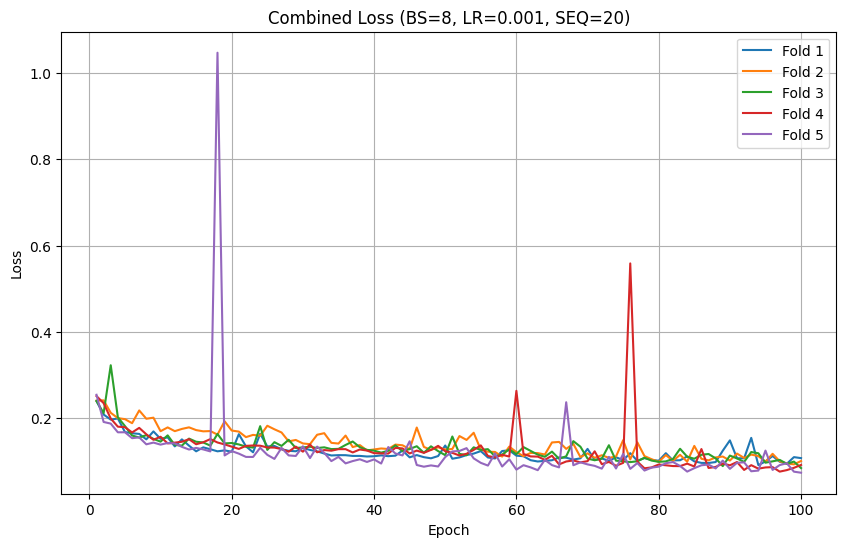 Combined Loss (BS=8, LR=0.001, SEQ=20)
Fold 1
Fold 2
Fold 3
Fold 4
Fold 5
Loss
1.0
0.8
0.6
0.4
0.2
0 20 40 60 80 100
Epoch